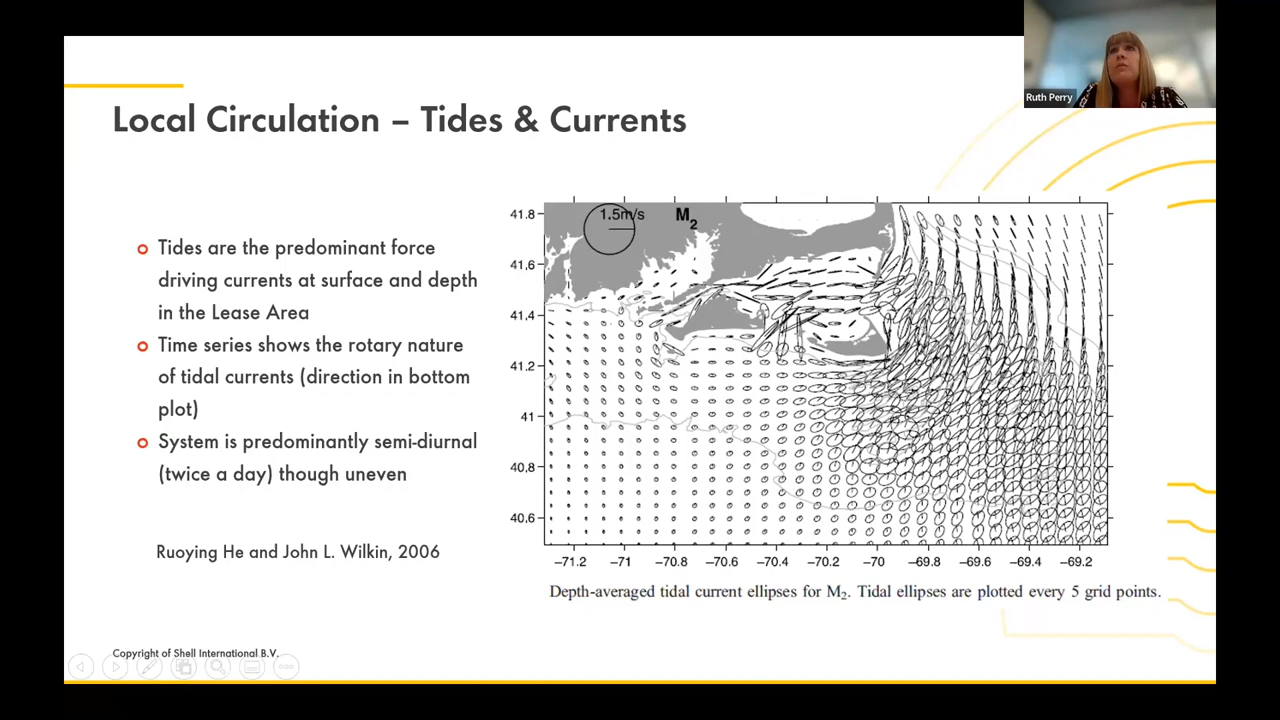 Ruth Perry
Local Circulation – Tides & Currents
Tides are the predominant force
driving currents at surface and depth
in the Lease Area
Time series shows the rotary nature
of tidal currents (direction in bottom
plot)
System is predominantly semi-diurnal
(twice a day) though uneven
Ruoying He and John L. Wilkin, 2006
1.5m/s
M2
41.8
41.6
41.4
41.2
41
40.8
40.6
−71.2 −71 −70.8 −70.6 −70.4 −70.2 −70 −69.8 −69.6 −69.4 −69.2
Depth-averaged tidal current ellipses for M2. Tidal ellipses are plotted every 5 grid points.
Copyright of Shell International B.V.